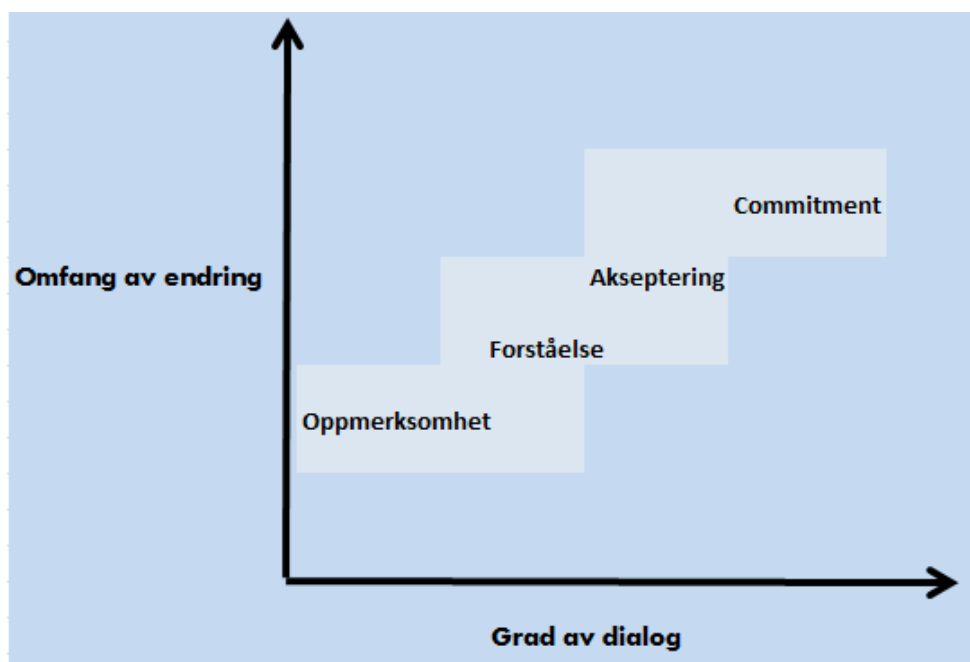 Commitment
Omfang av endring
Akseptering
Forståelse
Oppmerksomhet
Grad av dialog